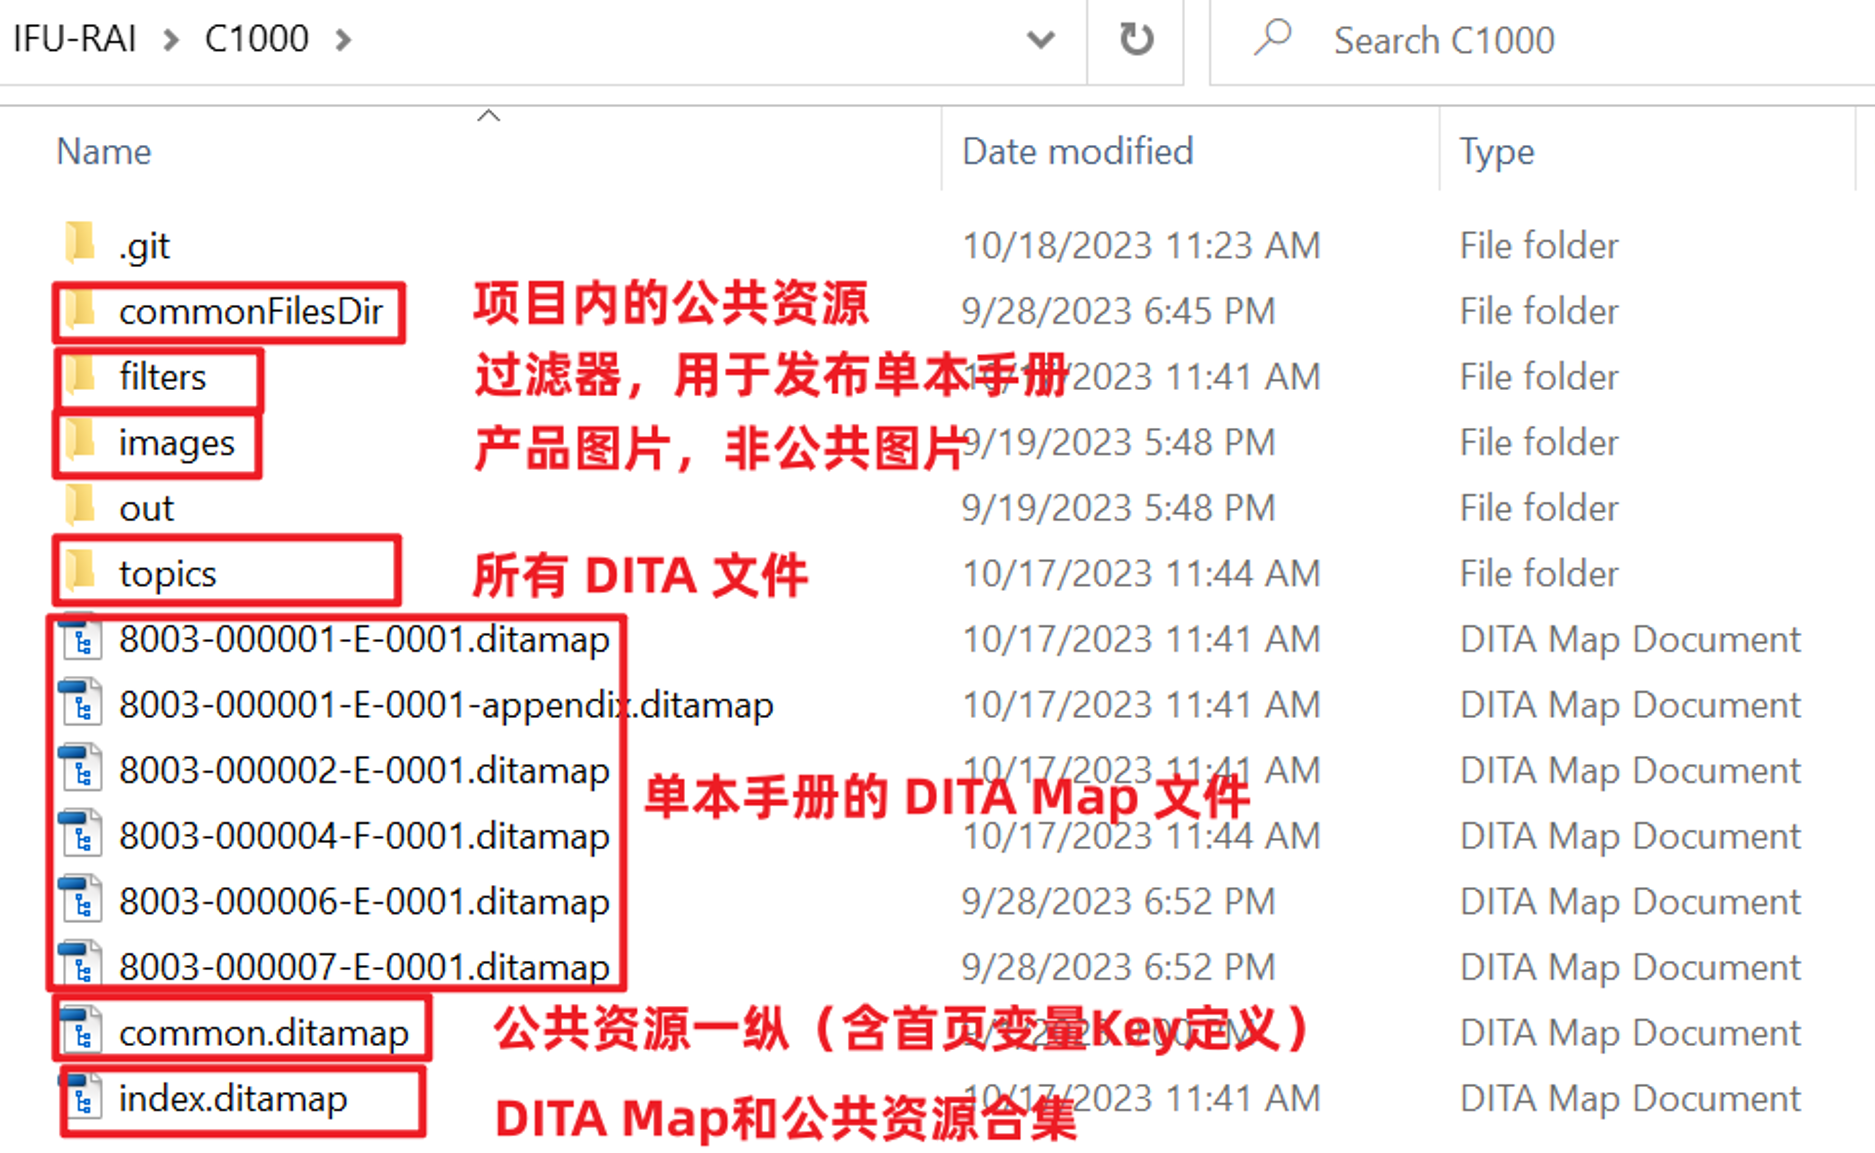 IFU-RAI > C1000 >
Search C1000
Name Date modified Type
.git 10/18/2023 11:23 AM File folder
commonFilesDir 项目内的公共资源 9/28/2023 6:45 PM File folder
filters 过滤器，用于发布单本手册 10/17/2023 11:41 AM File folder
images 产品图片，非公共图片 9/19/2023 5:48 PM File folder
out 9/19/2023 5:48 PM File folder
topics 所有 DITA 文件 10/17/2023 11:44 AM File folder
8003-000001-E-0001.ditamap 10/17/2023 11:41 AM DITA Map Document
8003-000001-E-0001-appendix.ditamap 10/17/2023 11:41 AM DITA Map Document
8003-000002-E-0001.ditamap 10/17/2023 11:41 AM DITA Map Document
单本手册的 DITA Map 文件
8003-000004-F-0001.ditamap 10/17/2023 11:44 AM DITA Map Document
8003-000006-E-0001.ditamap 9/28/2023 6:52 PM DITA Map Document
8003-000007-E-0001.ditamap 9/28/2023 6:52 PM DITA Map Document
common.ditamap 公共资源一纵（含首页变量Key定义） DITA Map Document
index.ditamap 10/17/2023 11:41 AM DITA Map Document
DITA Map和公共资源合集